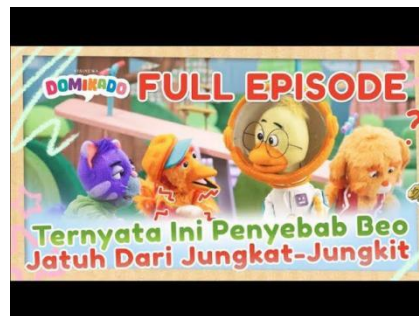 DOMIKADO
FULL EPISODE
?
Ternyata Ini Penyebab Beo
Jatuh Dari Jungkat-Jungkit